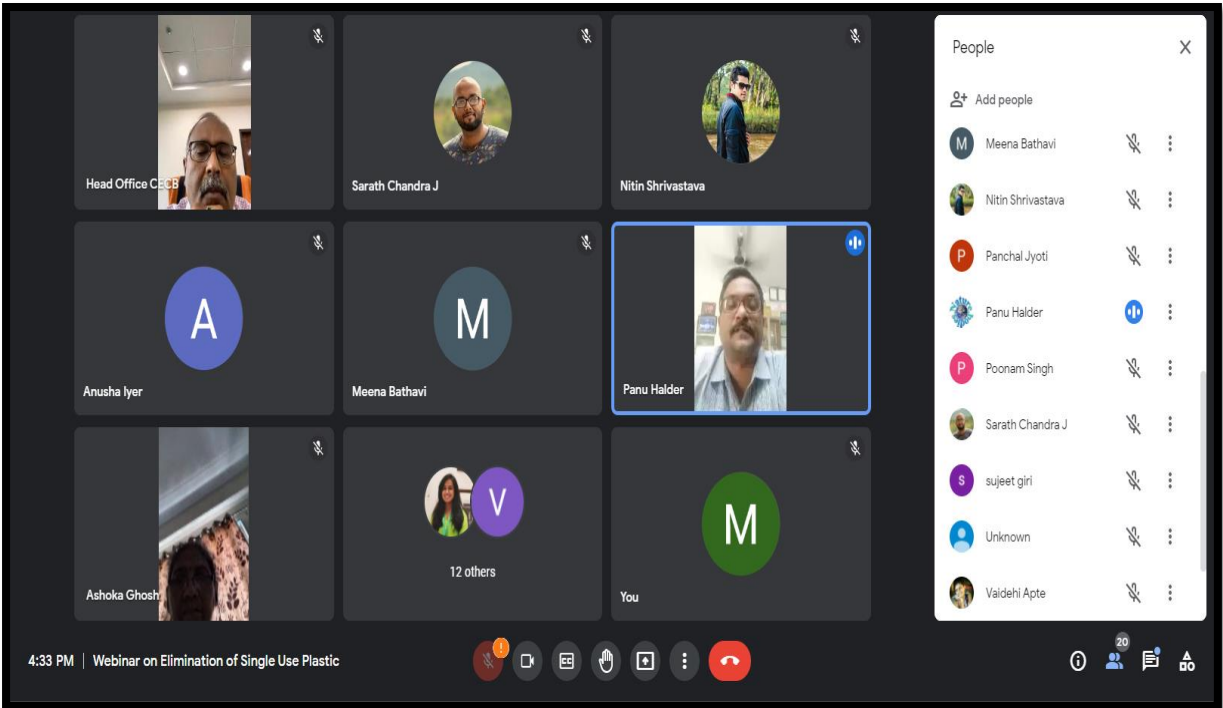 Head Office CECB
Sarath Chandra J
Nitin Shrivastava
A
Anusha Iyer
M
Meena Bathavi
Panu Halder
Ashoka Ghosh
V
12 others
M
You
People
Add people
M Meena Bathavi
Nitin Shrivastava
P Panchal Jyoti
Panu Halder
P Poonam Singh
Sarath Chandra J
s sujeet giri
Unknown
Vaidehi Apte
4:33 PM | Webinar on Elimination of Single Use Plastic
!
CC
20